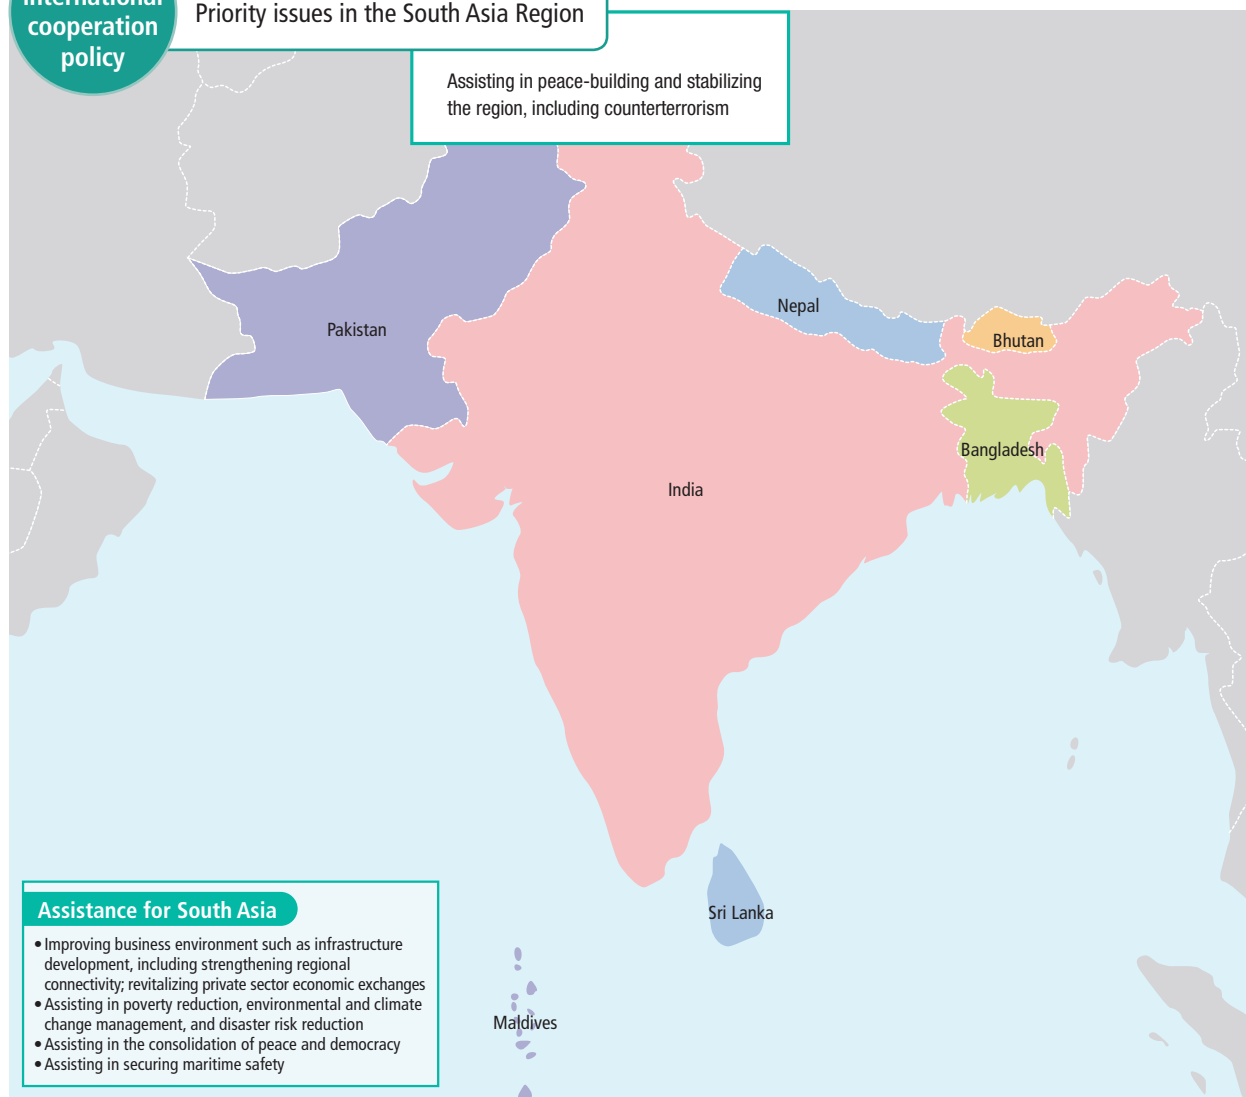 international
cooperation
policy
Priority issues in the South Asia Region
Assisting in peace-building and stabilizing
the region, including counterterrorism
Pakistan
Nepal
Bhutan
Bangladesh
India
Sri Lanka
Maldives
Assistance for South Asia
• Improving business environment such as infrastructure
development, including strengthening regional
connectivity; revitalizing private sector economic exchanges
• Assisting in poverty reduction, environmental and climate
change management, and disaster risk reduction
• Assisting in the consolidation of peace and democracy
• Assisting in securing maritime safety